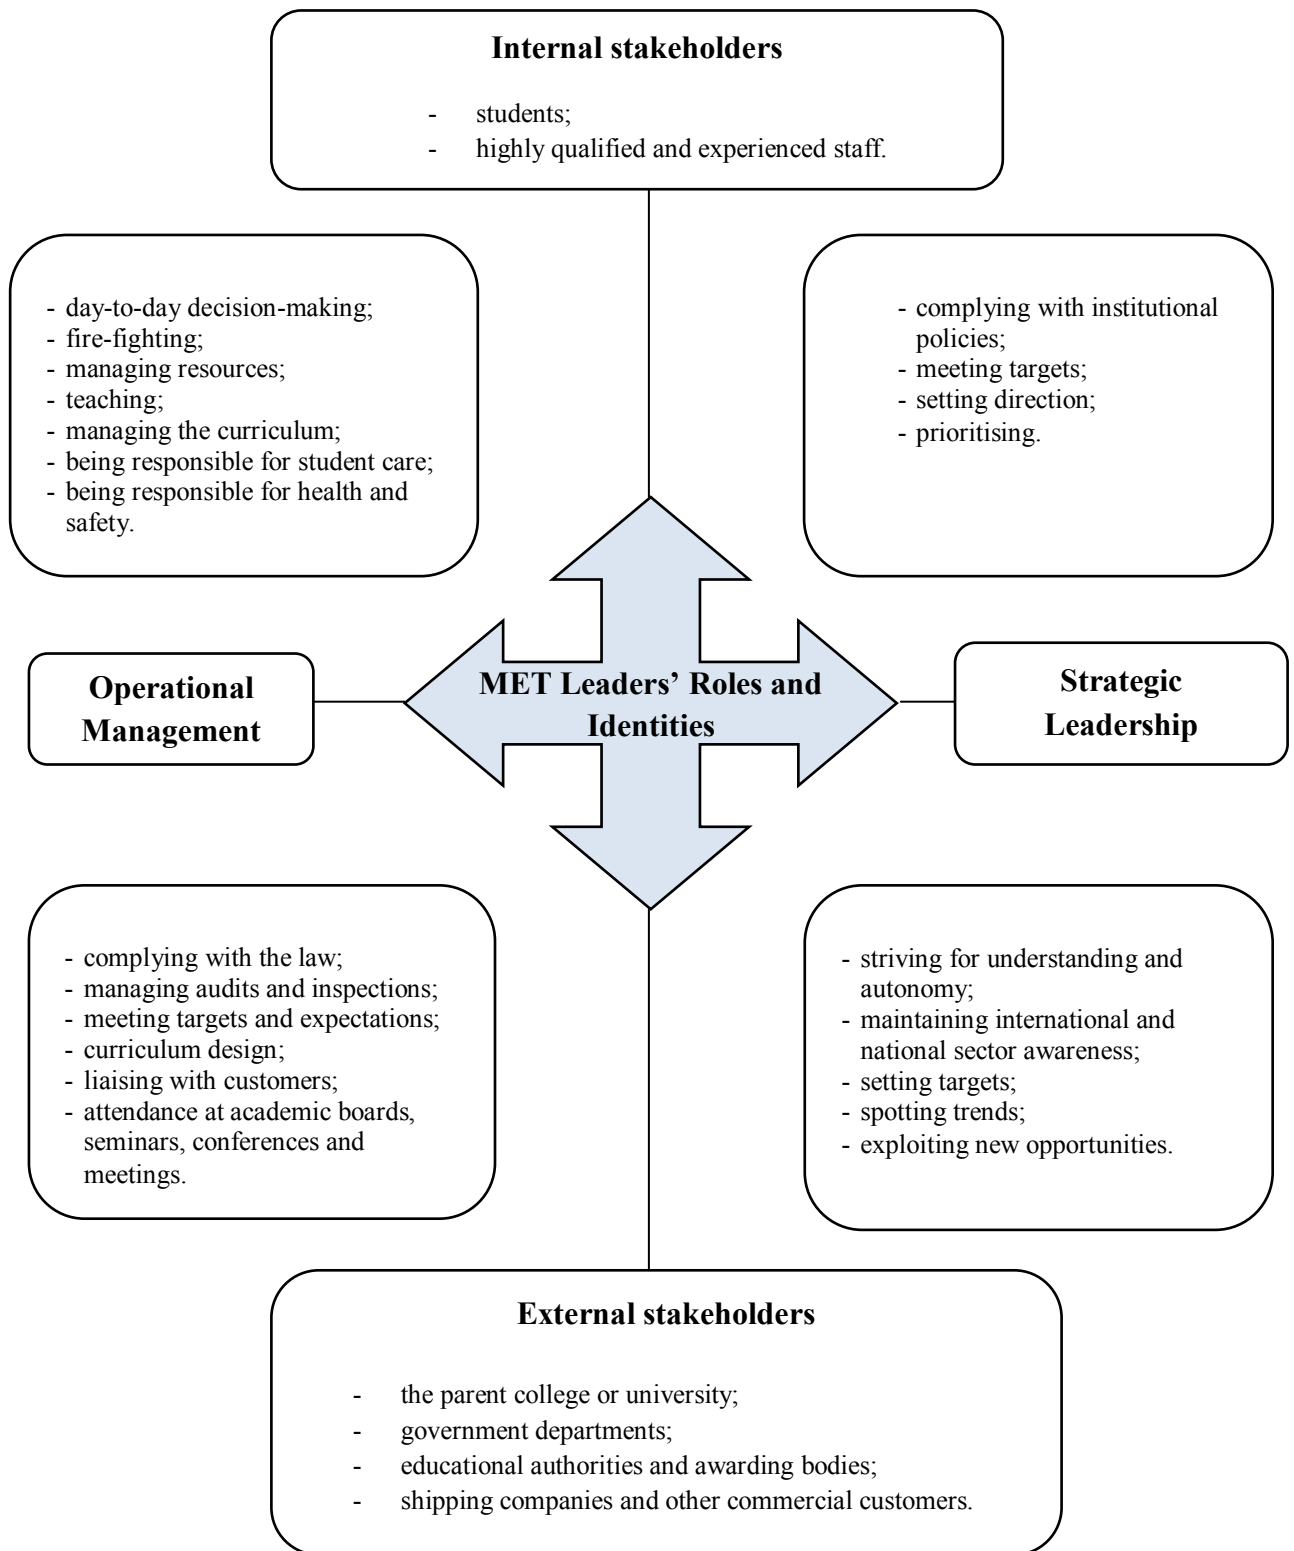 Internal stakeholders
- students;
- highly qualified and experienced staff.
- day-to-day decision-making;
- fire-fighting;
- managing resources;
- teaching;
- managing the curriculum;
- being responsible for student care;
- being responsible for health and
safety.
- complying with institutional
policies;
- meeting targets;
- setting direction;
- prioritising.
Operational
Management
MET Leaders’ Roles and
Identities
Strategic
Leadership
- complying with the law;
- managing audits and inspections;
- meeting targets and expectations;
- curriculum design;
- liaising with customers;
- attendance at academic boards,
seminars, conferences and
meetings.
- striving for understanding and
autonomy;
- maintaining international and
national sector awareness;
- setting targets;
- spotting trends;
- exploiting new opportunities.
External stakeholders
- the parent college or university;
- government departments;
- educational authorities and awarding bodies;
- shipping companies and other commercial customers.